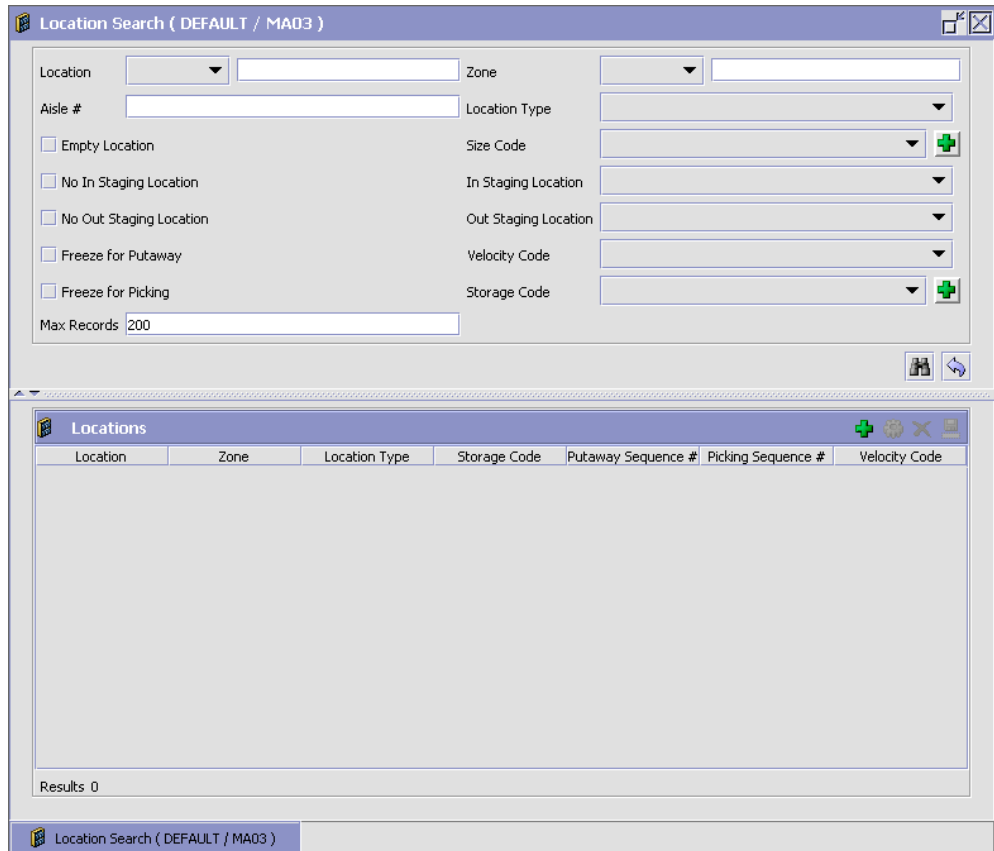 Location Search ( DEFAULT / MA03 )
Location
Zone
Aisle #
Location Type
Empty Location
Size Code
No In Staging Location
In Staging Location
No Out Staging Location
Out Staging Location
Freeze for Putaway
Velocity Code
Freeze for Picking
Storage Code
Max Records 200
Locations
Location Zone Location Type Storage Code Putaway Sequence # Picking Sequence # Velocity Code
Results 0
Location Search ( DEFAULT / MA03 )